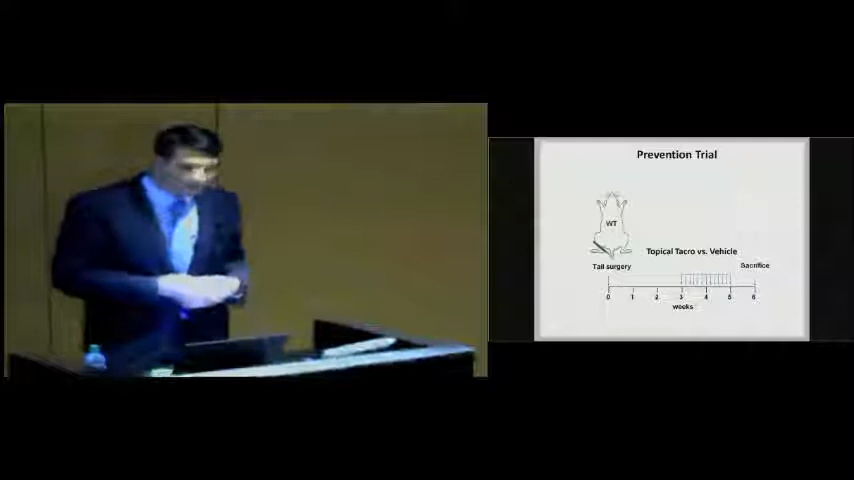 Prevention Trial
WT
Topical Tacro vs. Vehicle
Tail surgery
Sacrifice
0 1 2 3 4 5 6
weeks